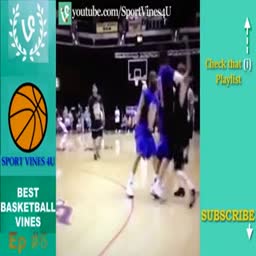 youtube.com/SportVines4U
Check that (i)
Playlist
SPORT VINES 4U
BEST
BASKETBALL
VINES
SUBSCRIBE